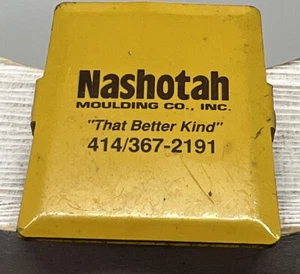 Nashotah
MOULDING CO., INC.
"That Better Kind"
414/367-2191